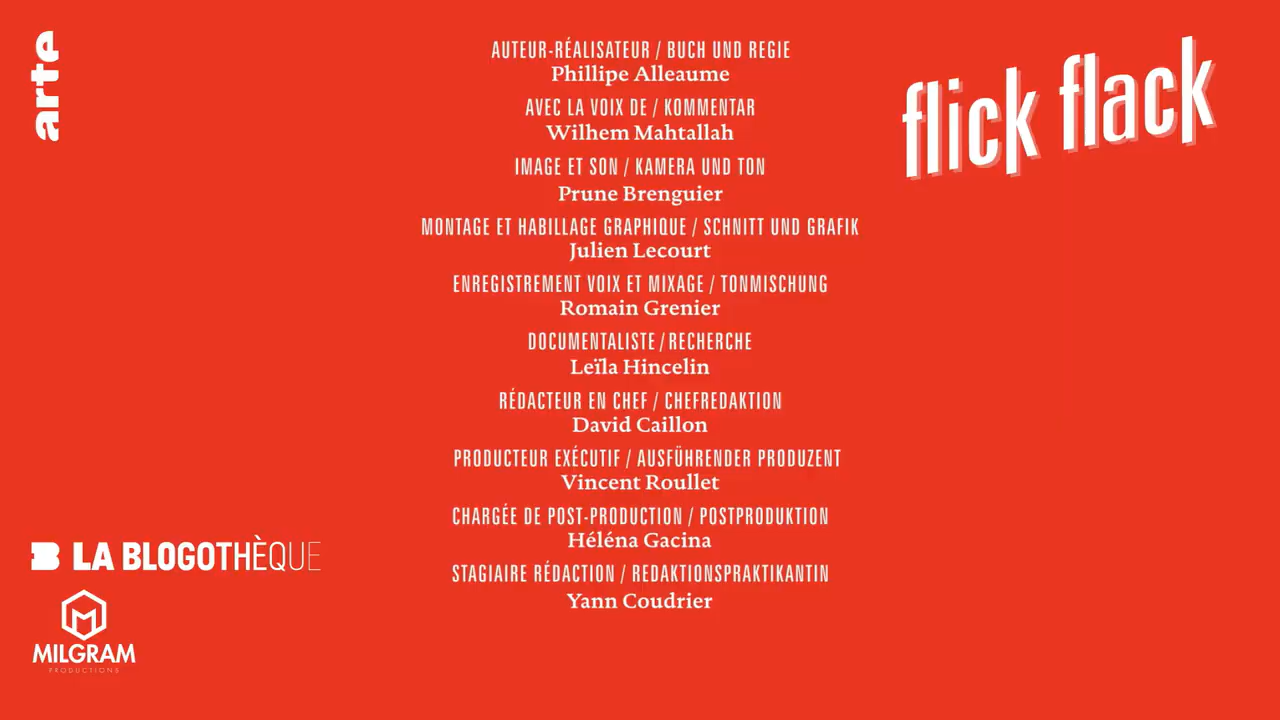 arte
AUTEUR-RÉALISATEUR / BUCH UND REGIE
Phillipe Alleaume
AVEC LA VOIX DE / KOMMENTAR
Wilhem Mahtallah
IMAGE ET SON / KAMERA UND TON
Prune Brenguier
MONTAGE ET HABILLAGE GRAPHIQUE / SCHNITT UND GRAFIK
Julien Lecourt
ENREGISTREMENT VOIX ET MIXAGE / TONMISCHUNG
Romain Grenier
DOCUMENTALISTE / RECHERCHE
Leïla Hincelin
RÉDACTEUR EN CHEF / CHEFREDAKTION
David Caillon
PRODUCTEUR EXÉCUTIF / AUSFÜHRENDER PRODUZENT
Vincent Roullet
CHARGÉE DE POST-PRODUCTION / POSTPRODUKTION
Héléna Gacina
STAGIAIRE RÉDACTION / REDAKTIONSPRAKTIKANTIN
Yann Coudrier
flick flack
B LA BLOGOTHÈQUE
M
MILGRAM
PRODUCTIONS